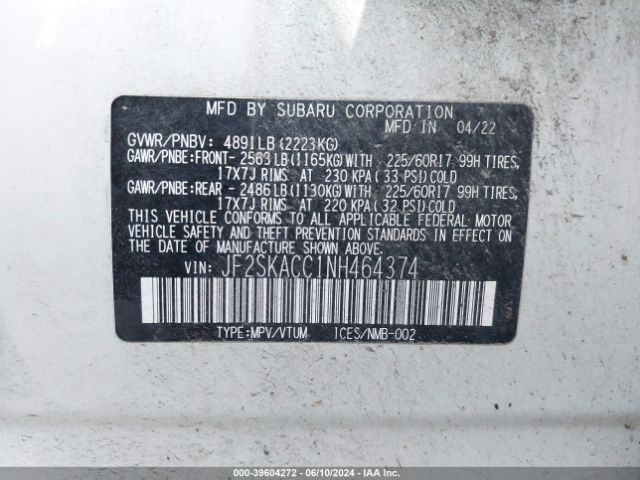 MFD BY SUBARU CORPORATION
MFD IN 04/22
GVWR/PNBV: 4891LB(2223KG)
GAWR/PNBE:FRONT- 2563LB(1165KG)WITH 225/60R17 99H TIRES,
17X7J RIMS AT 230 KPA(33 PSI)COLD
GAWR/PNBE:REAR - 2486LB(1130KG)WITH 225/60R17 99H TIRES,
17X7J RIMS AT 220 KPA(32 PSI)COLD
THIS VEHICLE CONFORMS TO ALL APPLICABLE FEDERAL MOTOR
VEHICLE SAFETY AND THEFT PREVENTION STANDARDS IN EFFECT
ON THE DATE OF MANUFACTURE SHOWN ABOVE.
VIN: JF2SKACC1NH464374
TYPE:MPV/VTUM ICES/NMB-002
IAA-39604272 - 06/10/2024 - IAA Inc.